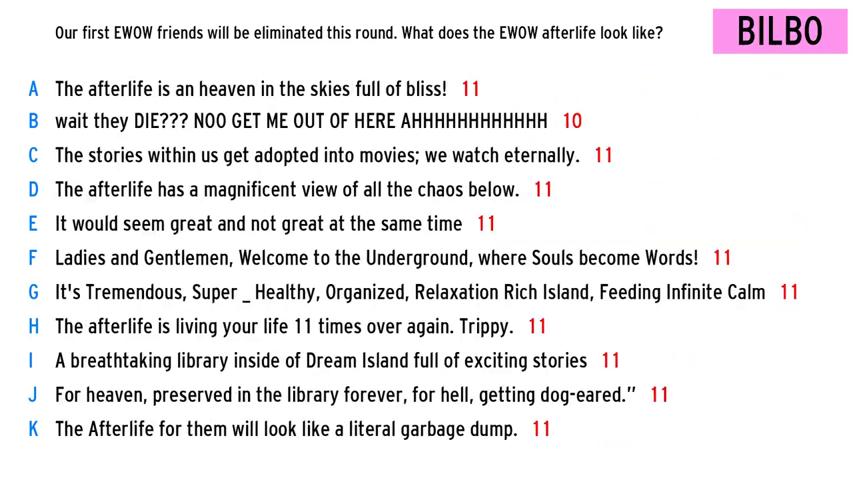 Our first EWOW friends will be eliminated this round. What does the EWOW afterlife look like?
BILBO
A The afterlife is an heaven in the skies full of bliss! 11
B wait they DIE??? NOO GET ME OUT OF HERE AHHHHHHHHHHHH 10
C The stories within us get adopted into movies; we watch eternally. 11
D The afterlife has a magnificent view of all the chaos below. 11
E It would seem great and not great at the same time 11
F Ladies and Gentlemen, Welcome to the Underground, where Souls become Words! 11
G It's Tremendous, Super _ Healthy, Organized, Relaxation Rich Island, Feeding Infinite Calm 11
H The afterlife is living your life 11 times over again. Trippy. 11
I A breathtaking library inside of Dream Island full of exciting stories 11
J For heaven, preserved in the library forever, for hell, getting dog-eared.” 11
K The Afterlife for them will look like a literal garbage dump. 11